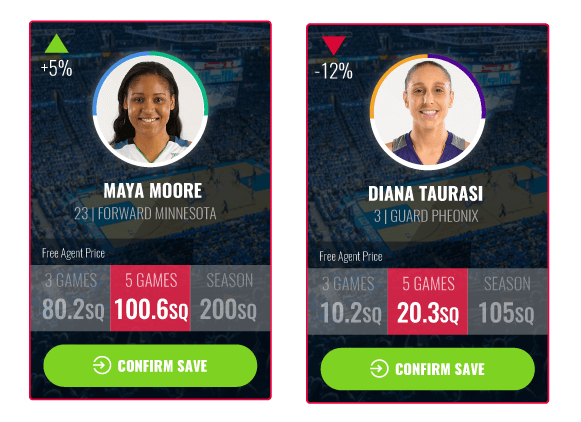 +5%
MAYA MOORE
23 | FORWARD MINNESOTA
Free Agent Price
3 GAMES 5 GAMES SEASON
80.2SQ 100.6SQ 200SQ
CONFIRM SAVE
-12%
DIANA TAURASI
3 | GUARD PHEONIX
Free Agent Price
3 GAMES 5 GAMES SEASON
10.2SQ 20.3SQ 105SQ
CONFIRM SAVE